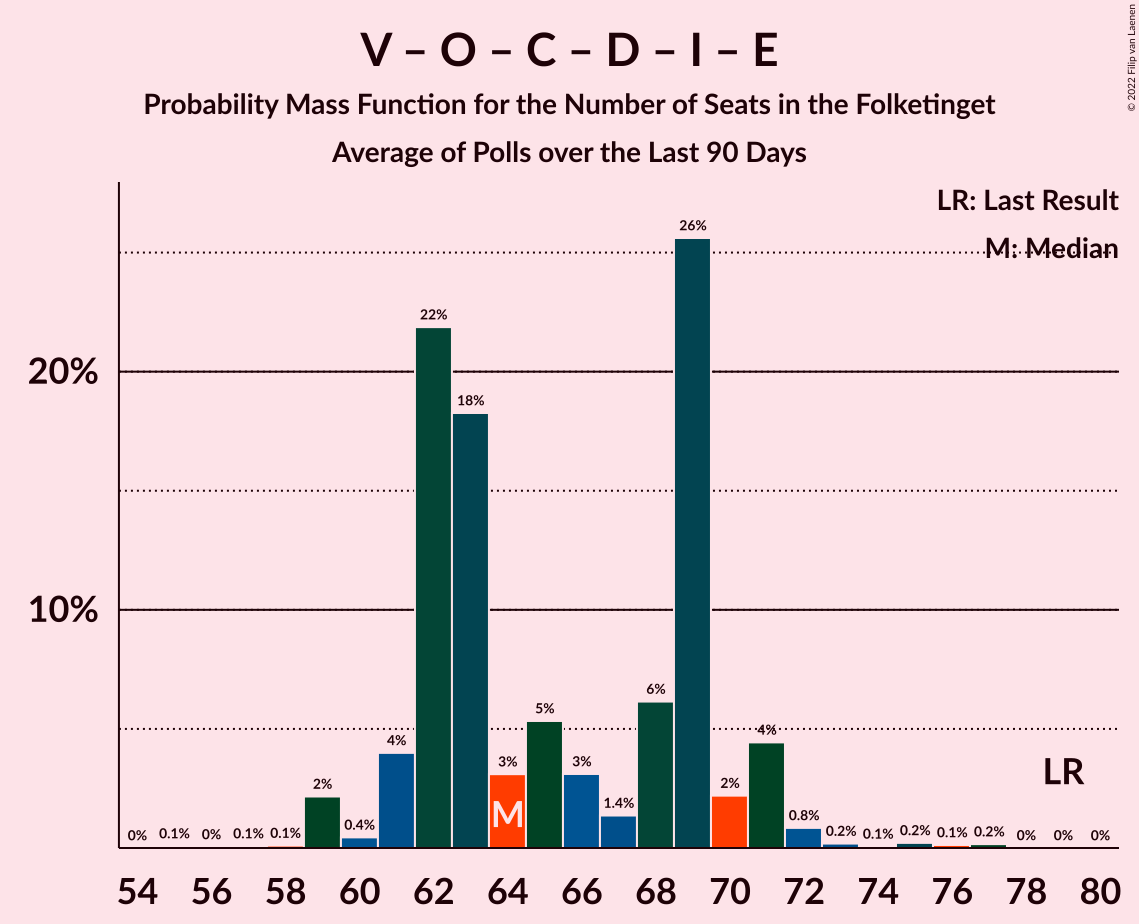 V – O – C – D – I – E
Probability Mass Function for the Number of Seats in the Folketinget
Average of Polls over the Last 90 Days
© 2022 Filip van Laenen
LR: Last Result
M: Median
20%
10%
0% 0.1% 0% 0.1% 0.1% 2% 0.4% 4% 22% 18% 3% 5% 3% 1.4% 6% 26% 2% 4% 0.8% 0.2% 0.1% 0.2% 0.1% 0.2% 0% 0% 0%
M
LR
54 56 58 60 62 64 66 68 70 72 74 76 78 80